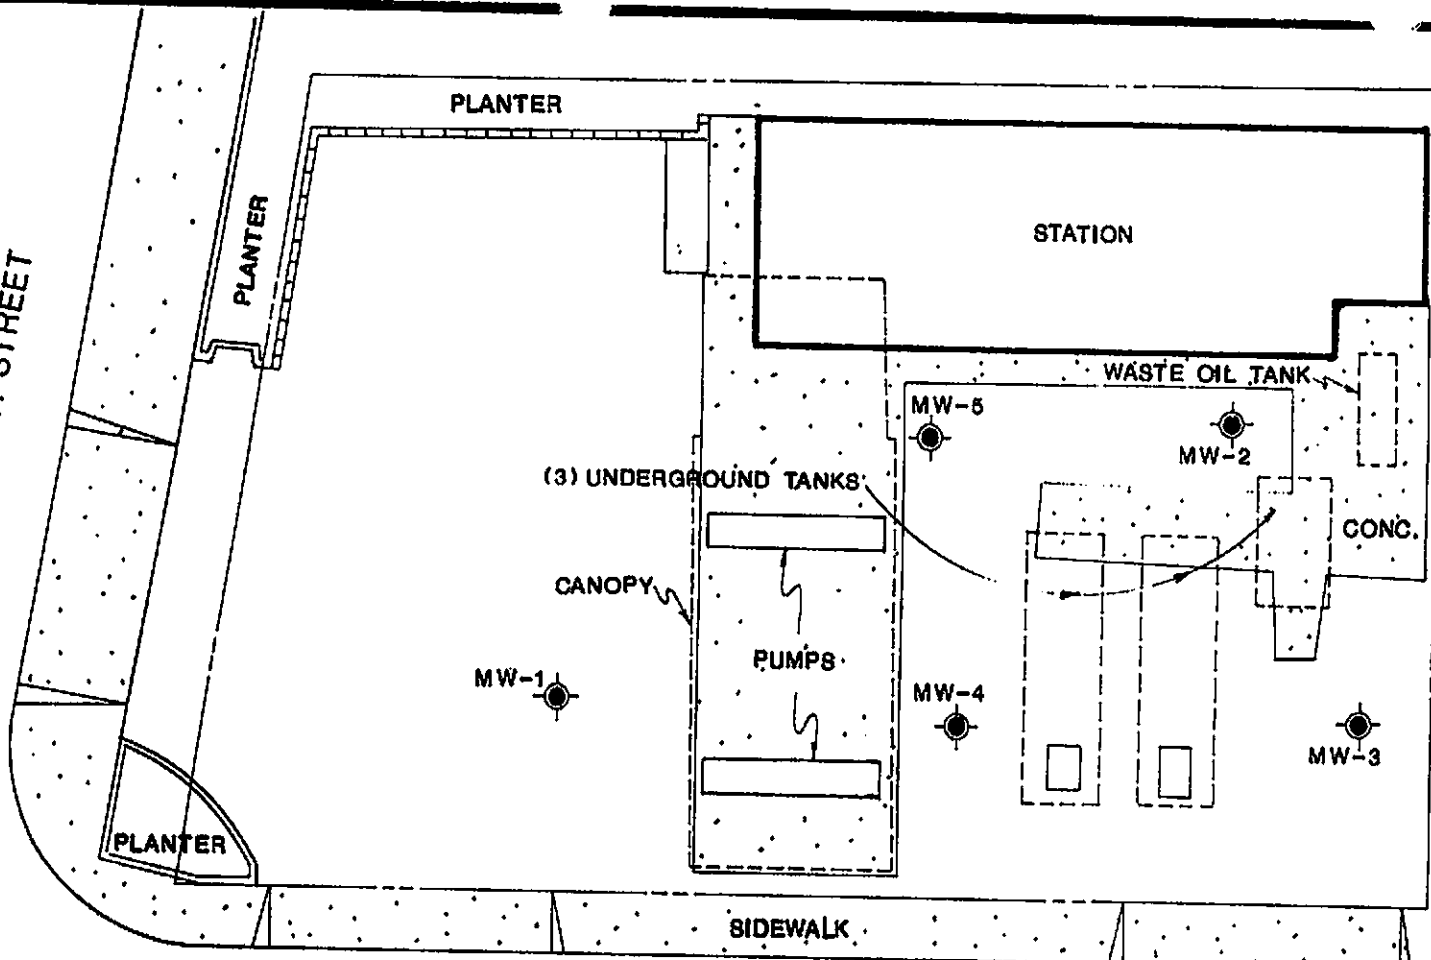 PLANTER
PLANTER
STATION
STREET
WASTE OIL TANK
MW-5
MW-2
(3) UNDERGROUND TANKS
CONC.
CANOPY
PUMPS
MW-1
MW-4
MW-3
PLANTER
SIDEWALK